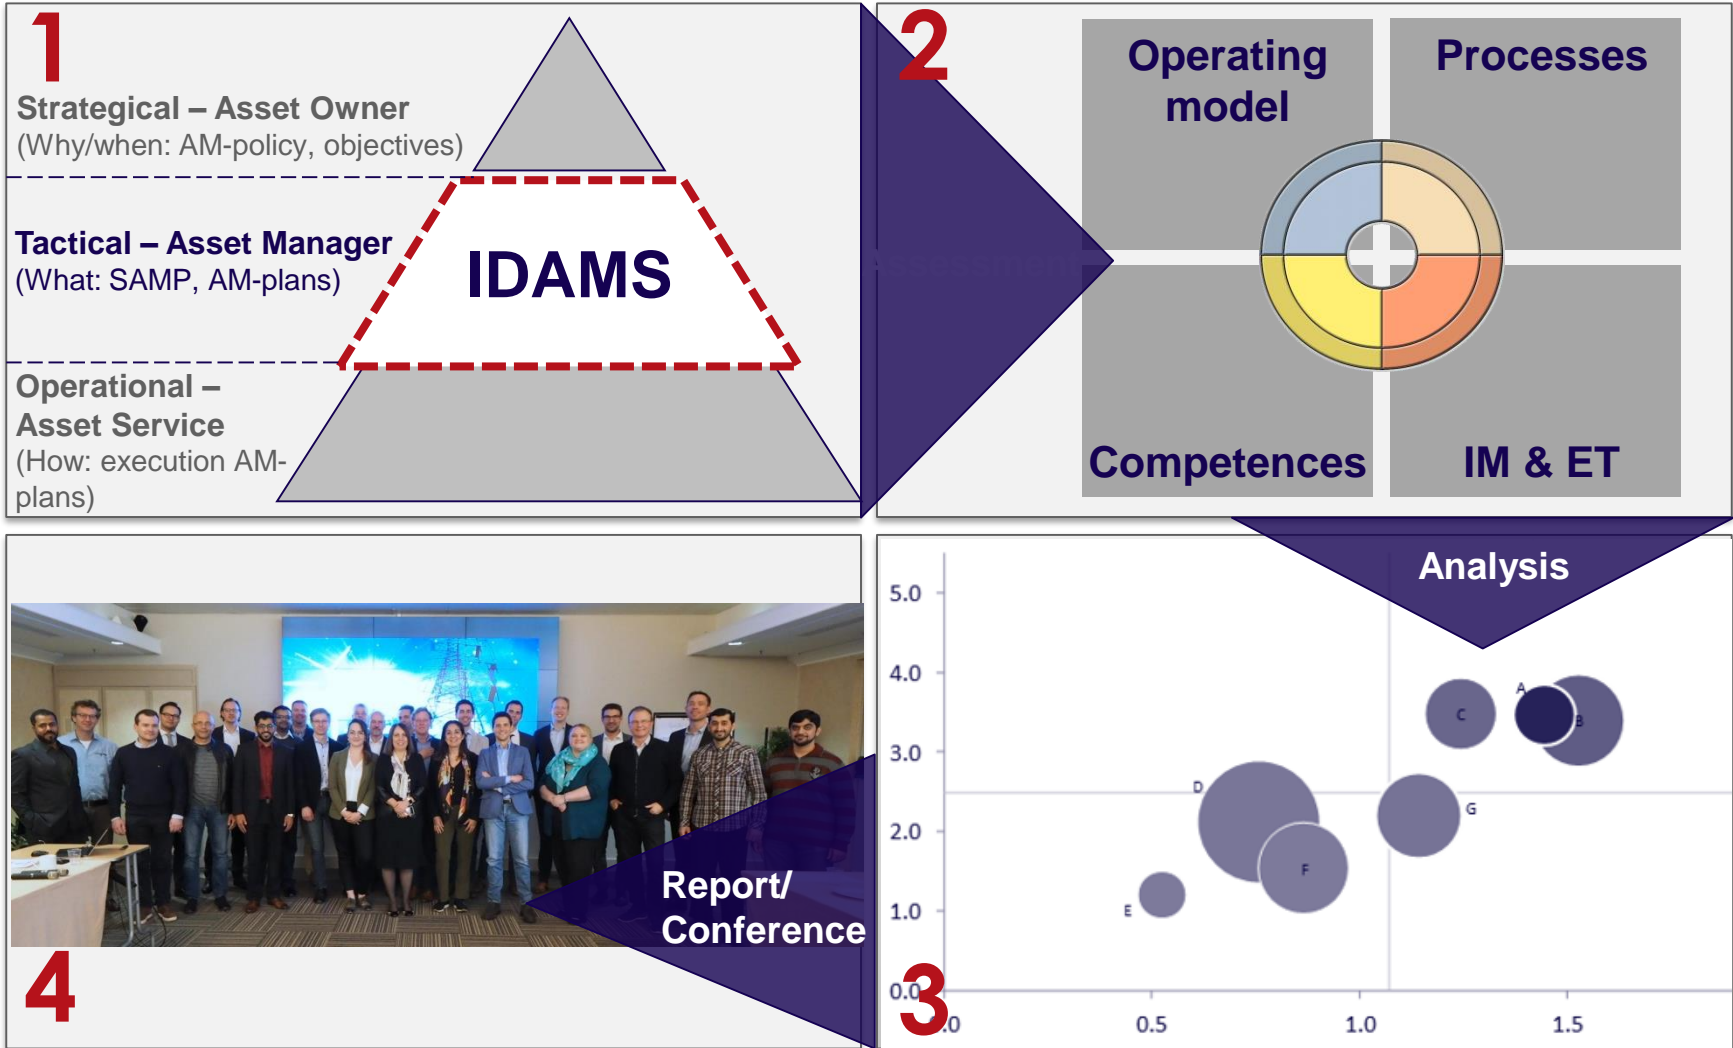 1
Strategical – Asset Owner
(Why/when: AM-policy, objectives)
Tactical – Asset Manager
(What: SAMP, AM-plans)
IDAMS
Operational –
Asset Service
(How: execution AM-
plans)
2
Operating
model
Processes
Assessment
Competences
IM & ET
Analysis
5.0
4.0
3.0
2.0
1.0
0.0
A
B
C
D
G
F
E
3
0.5
1.0
1.5
Report/
Conference
4